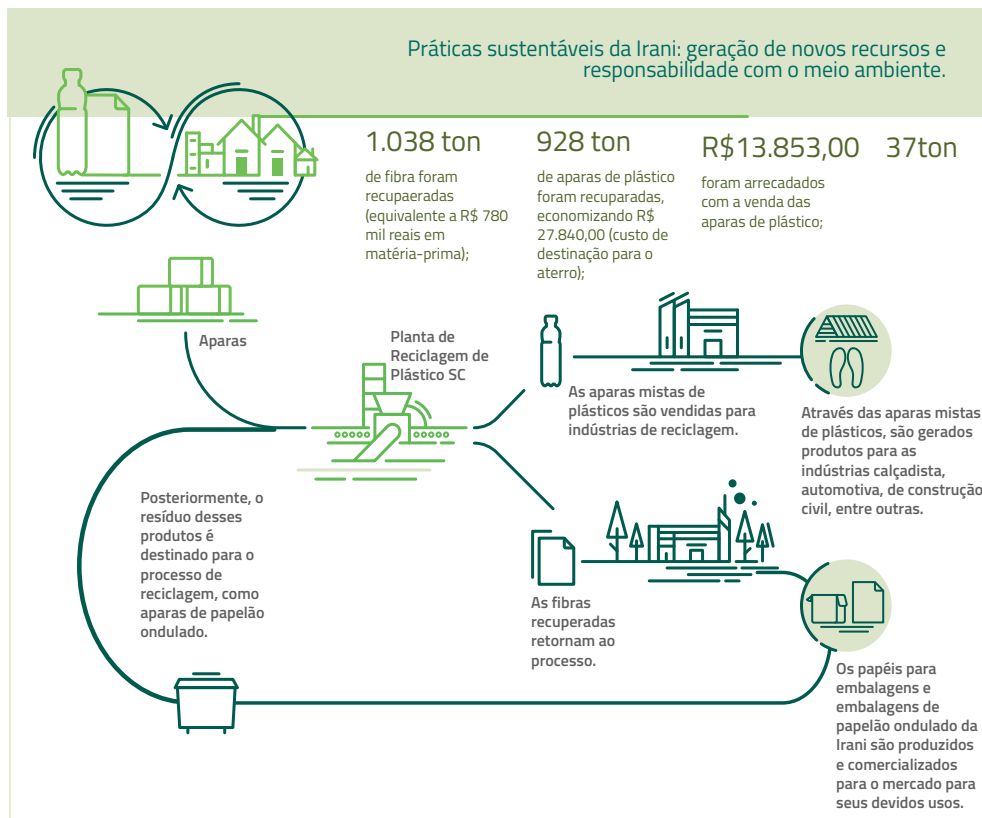 Práticas sustentáveis da Irani: geração de novos recursos e
responsabilidade com o meio ambiente.
1.038 ton
de fibra foram
recupaeradas
(equivalente a R$ 780
mil reais em
matéria-prima);
928 ton
de aparas de plástico
foram recuparadas,
economizando R$
27.840,00 (custo de
destinação para o
aterro);
R$13.853,00
foram arrecadados
com a venda das
aparas de plástico;
37ton
Aparas
Planta de
Reciclagem de
Plástico SC
As aparas mistas de
plásticos são vendidas para
indústrias de reciclagem.
Através das aparas mistas
de plásticos, são gerados
produtos para as
indústrias calçadista,
automotiva, de construção
civil, entre outras.
Posteriormente, o
resíduo desses
produtos é
destinado para o
processo de
reciclagem, como
aparas de papelão
ondulado.
As fibras
recuperadas
retornam ao
processo.
Os papéis para
embalagens e
embalagens de
papelão ondulado da
Irani são produzidos
e comercializados
para o mercado para
seus devidos usos.